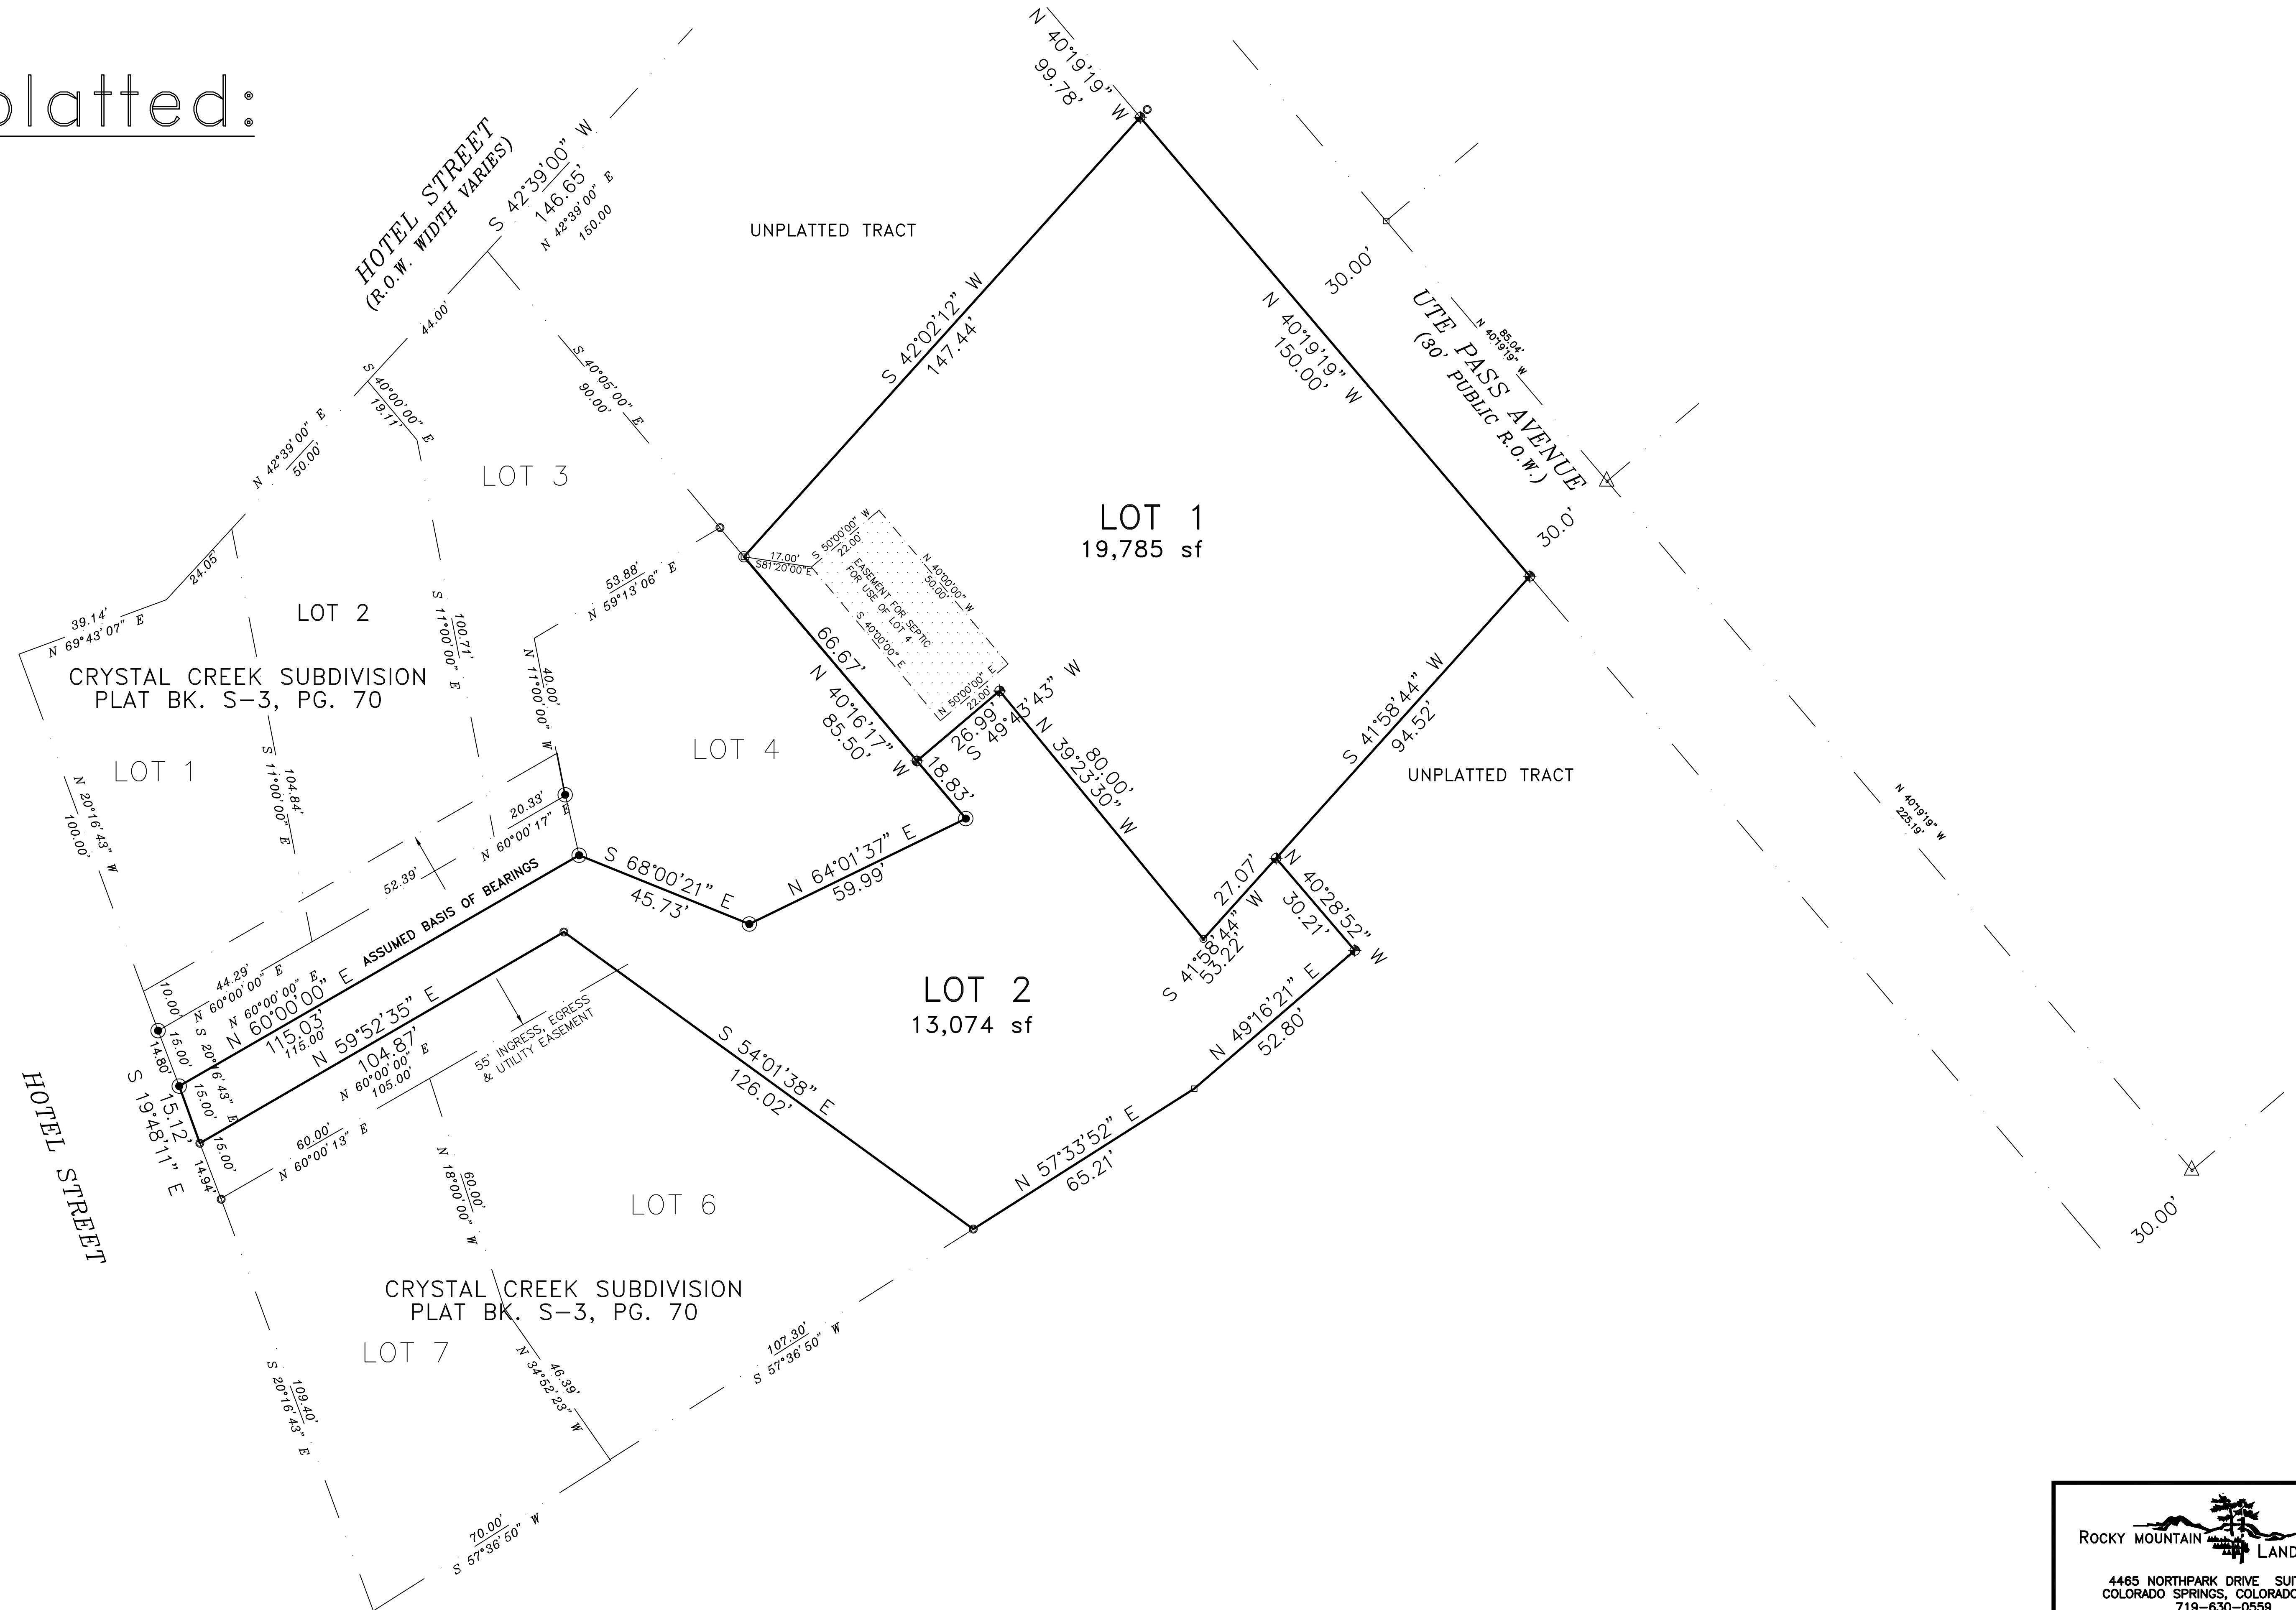 platted:
HOTEL STREET
(R.O.W. WIDTH VARIES)
S 42°39'00" W
146.65'
N 42°39'00" E
150.00
44.00'
N 40°19'19" W
99.78'
UNPLATTED TRACT
S 42°02'12" W
147.44'
N 40°19'19" W
150.00'
30.00'
UTE PASS AVENUE
(30' PUBLIC R.O.W.)
85.04'
N 40°19'19" W
30.0'
N 40°19'19" W
225.19'
30.00'
LOT 1
19,785 sf
S 41°58'44" W
94.52'
UNPLATTED TRACT
S 40°05'00" E
90.00'
S 40°00'00" E
19.11'
N 42°39'00" E
50.00'
24.05'
39.14'
N 69°43'07" E
LOT 3
LOT 2
CRYSTAL CREEK SUBDIVISION
PLAT BK. S-3, PG. 70
LOT 1
N 20°16'43" W
100.00'
104.84'
S 11°00'00" E
100.71'
S 11°00'00" E
53.88'
N 59°13'06" E
40.00'
N 11°00'00" W
LOT 4
17.00'
S81°20'00"E
S 50°00'00" W
22.00'
N 40°00'00" W
50.00'
EASEMENT FOR SEPTIC
FOR USE OF LOT 4
S 40°00'00" E
N 50°00'00" E
22.00'
66.67'
N 40°16'17" W
85.50'
18.83'
26.99'
S 49°43'43" W
80.00'
N 39°23'30" W
27.07'
S 41°58'44" W
53.22'
N 40°28'52" W
30.21'
N 49°16'21" E
52.80'
N 57°33'52" E
65.21'
LOT 2
13,074 sf
N 64°01'37" E
59.99'
S 68°00'21" E
45.73'
20.33'
N 60°00'17" E
52.39'
44.29'
N 60°00'00" E
N 60°00'00" E
N 60°00'00" E ASSUMED BASIS OF BEARINGS
115.03'
115.00'
N 59°52'35" E
104.87'
N 60°00'00" E
105.00'
55' INGRESS, EGRESS
& UTILITY EASEMENT
S 54°01'38" E
126.02'
10.00'
15.00'
S 20°16'43" E
14.80'
15.00'
15.12'
S 19°48'11" E
15.00'
14.94'
60.00'
N 60°00'13" E
HOTEL STREET
60.00'
N 18°00'00" W
LOT 6
CRYSTAL CREEK SUBDIVISION
PLAT BK. S-3, PG. 70
LOT 7
109.40'
S 20°16'43" E
46.39'
N 34°52'23" W
107.30'
S 57°36'50" W
70.00'
S 57°36'50" W
ROCKY MOUNTAIN LAND
4465 NORTHPARK DRIVE SUI
COLORADO SPRINGS, COLORADO
719-630-0559